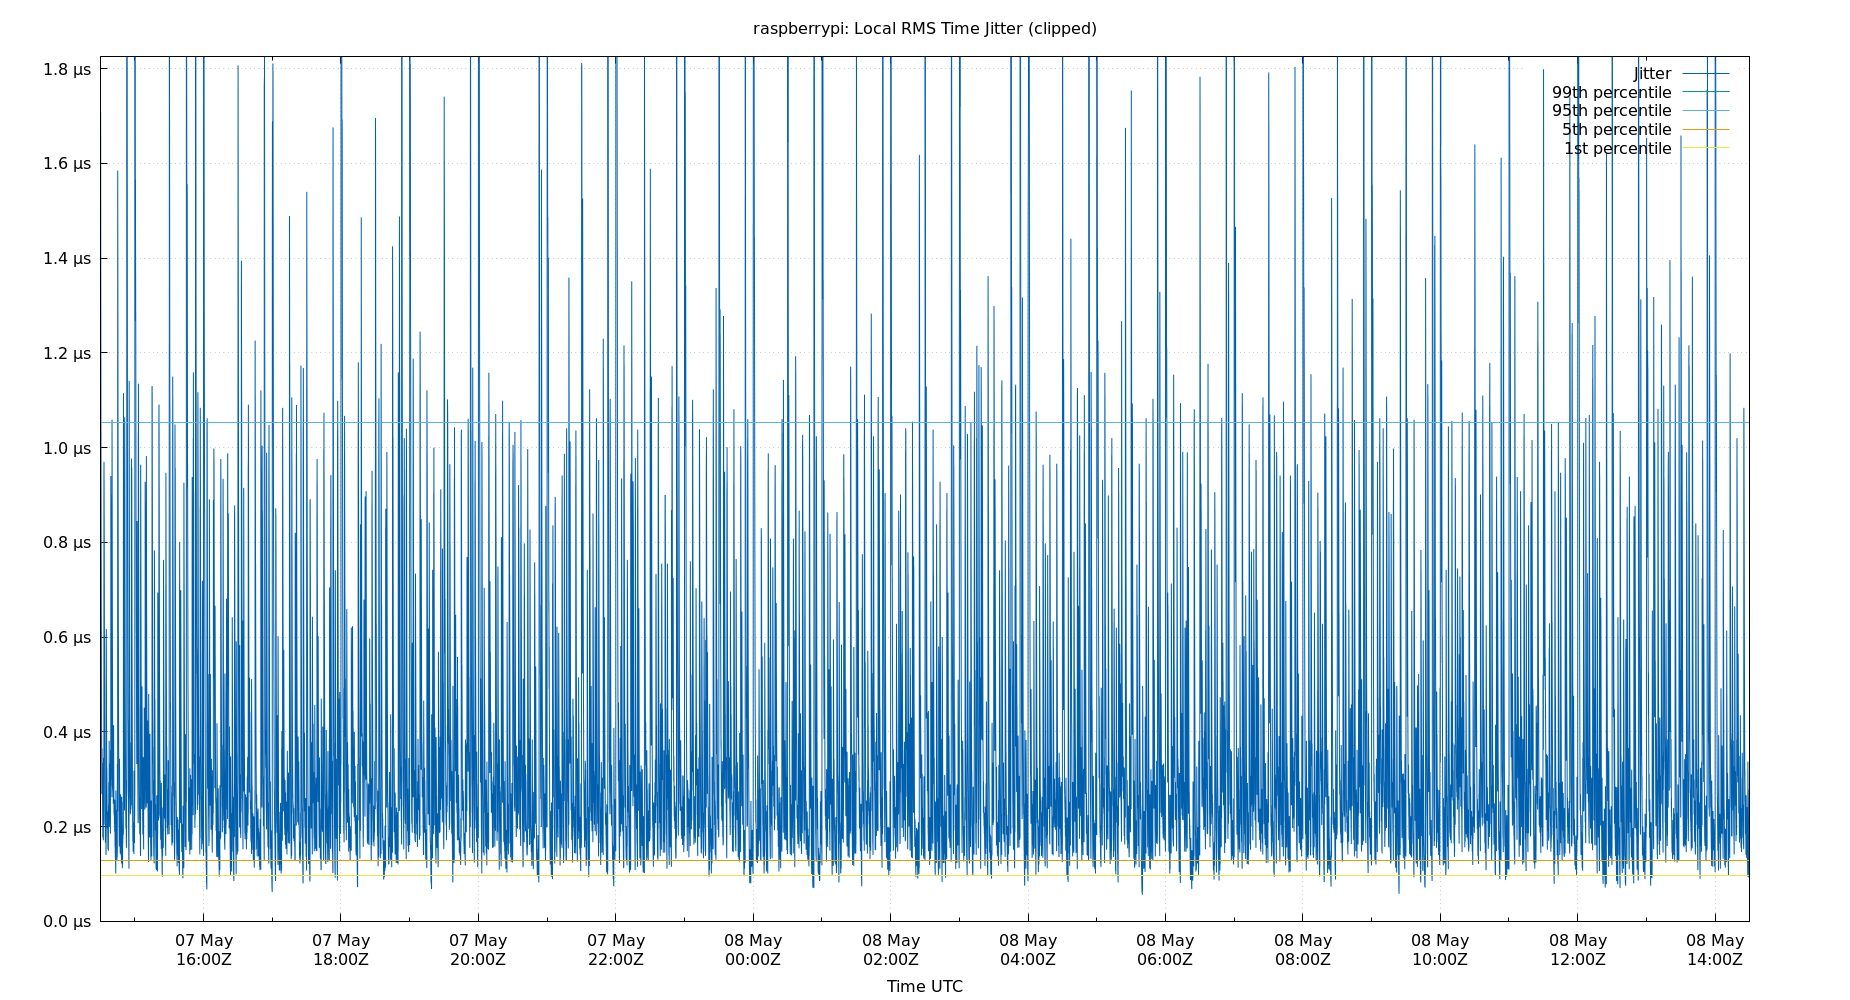 raspberrypi: Local RMS Time Jitter (clipped)
1.8 µs
1.6 µs
1.4 µs
1.2 µs
1.0 µs
0.8 µs
0.6 µs
0.4 µs
0.2 µs
0.0 µs
Jitter
99th percentile
95th percentile
5th percentile
1st percentile
07 May 07 May 07 May 07 May 08 May 08 May 08 May 08 May 08 May 08 May 08 May 08 May
16:00Z 18:00Z 20:00Z 22:00Z 00:00Z 02:00Z 04:00Z 06:00Z 08:00Z 10:00Z 12:00Z 14:00Z
Time UTC